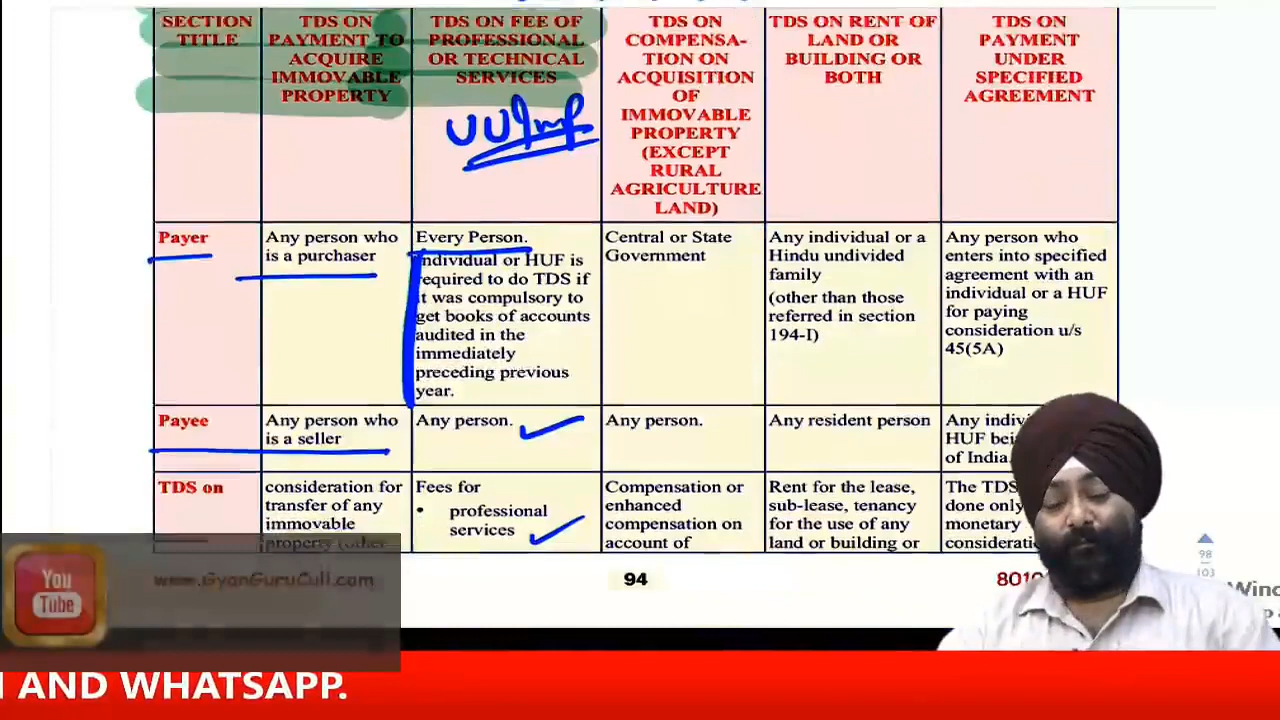 SECTION TITLE
TDS ON PAYMENT TO ACQUIRE IMMOVABLE PROPERTY
TDS ON FEE OF PROFESSIONAL OR TECHNICAL SERVICES
TDS ON COMPENSA-TION ON ACQUISITION OF IMMOVABLE PROPERTY (EXCEPT RURAL AGRICULTURE LAND)
TDS ON RENT OF LAND OR BUILDING OR BOTH
TDS ON PAYMENT UNDER SPECIFIED AGREEMENT
Payer
Any person who
is a purchaser
Every Person.
Individual or HUF is
required to do TDS if
it was compulsory to
get books of accounts
audited in the
immediately
preceding previous
year.
Central or State
Government
Any individual or a
Hindu undivided
family
(other than those
referred in section
194-I)
Any person who
enters into specified
agreement with an
individual or a HUF
for paying
consideration u/s
45(5A)
Payee
Any person who
is a seller
Any person.
Any person.
Any resident person
Any
HUF
of India.
TDS on
consideration for
transfer of any
immovable
property (other
Fees for
• professional
services
Compensation or
enhanced
compensation on
account of
Rent for the lease,
sub-lease, tenancy
for the use of any
land or building or
The TDS
done only
monetary
You
Tube
www.GyanGuruCull.com
94
98
103
AND WHATSAPP.